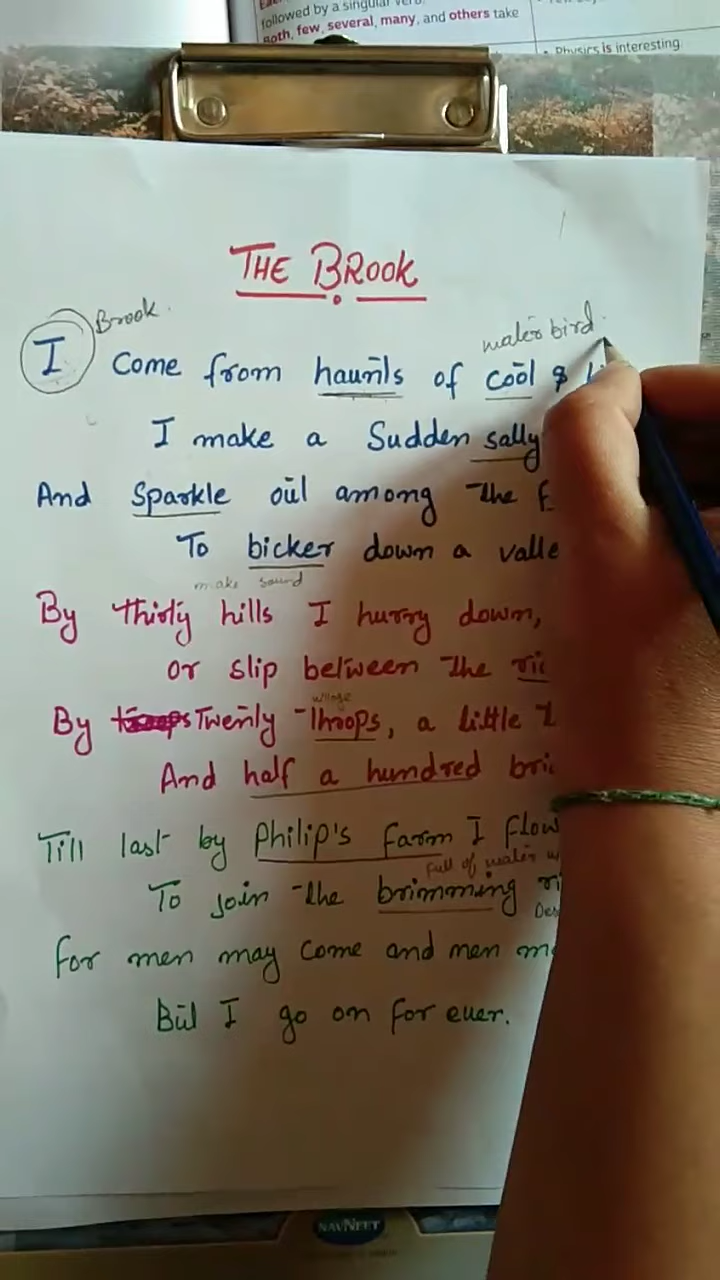 followed by a singular
Both, few, several, many, and others take
• Physics is interesting.
THE BROOK
Brook.
water bird.
I Come from haunts of cool &
I make a Sudden sally
And Sparkle out among the
To bicker down a valle
make sound
By thirty hills I hurry down,
or slip between the
village
By Twenty Throops, a little
And half a hundred bri
Till last by Philip's farm I flow
Full of water
To join the brimming ri
Des
For men may come and men m
But I go on for ever.
NAVNEET